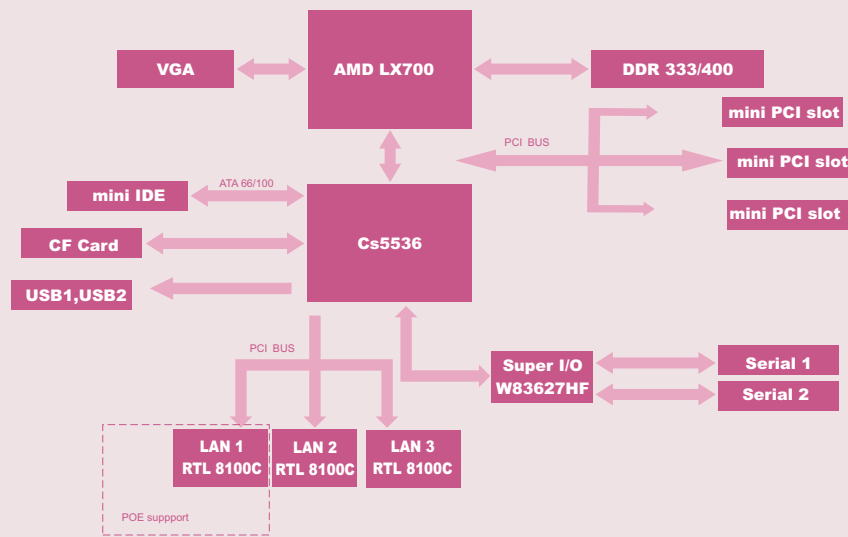 VGA
AMD LX700
DDR 333/400
mini PCI slot
PCI BUS
mini PCI slot
mini PCI slot
mini IDE
ATA 66/100
CF Card
Cs5536
USB1,USB2
PCI BUS
Super I/O
W83627HF
Serial 1
Serial 2
LAN 1
RTL 8100C
LAN 2
RTL 8100C
LAN 3
RTL 8100C
POE suppport